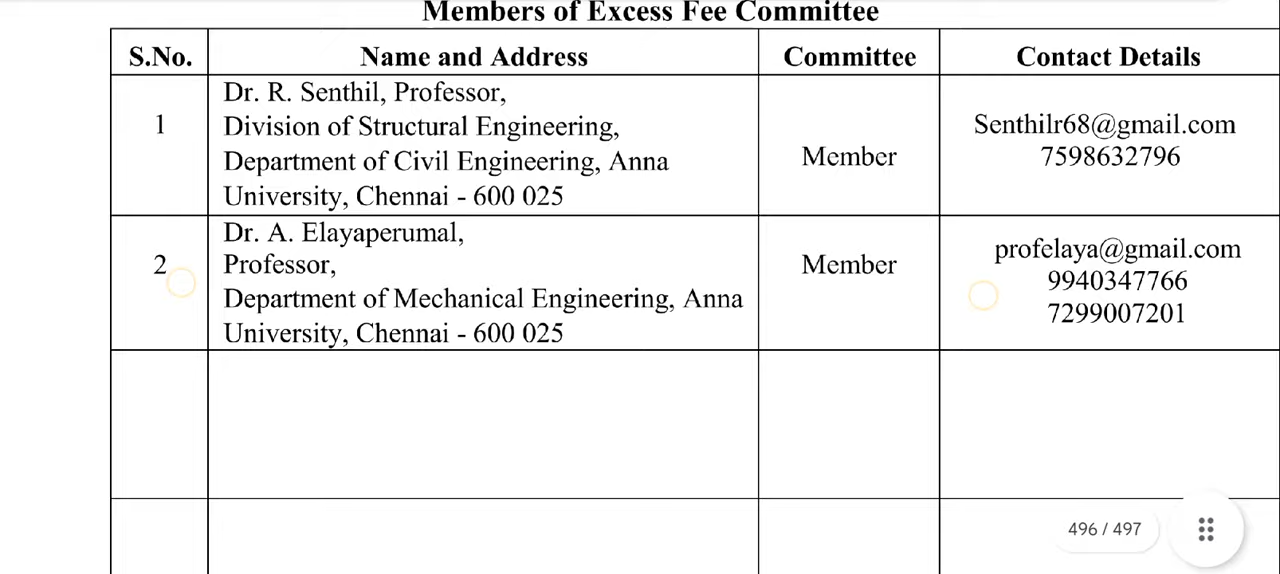 Members of Excess Fee Committee
S.No.
Name and Address
Committee
Contact Details
1
Dr. R. Senthil, Professor,
Division of Structural Engineering,
Department of Civil Engineering, Anna
University, Chennai - 600 025
Member
Senthilr68@gmail.com
7598632796
2
Dr. A. Elayaperumal,
Professor,
Department of Mechanical Engineering, Anna
University, Chennai - 600 025
Member
profelaya@gmail.com
9940347766
7299007201
496 / 497